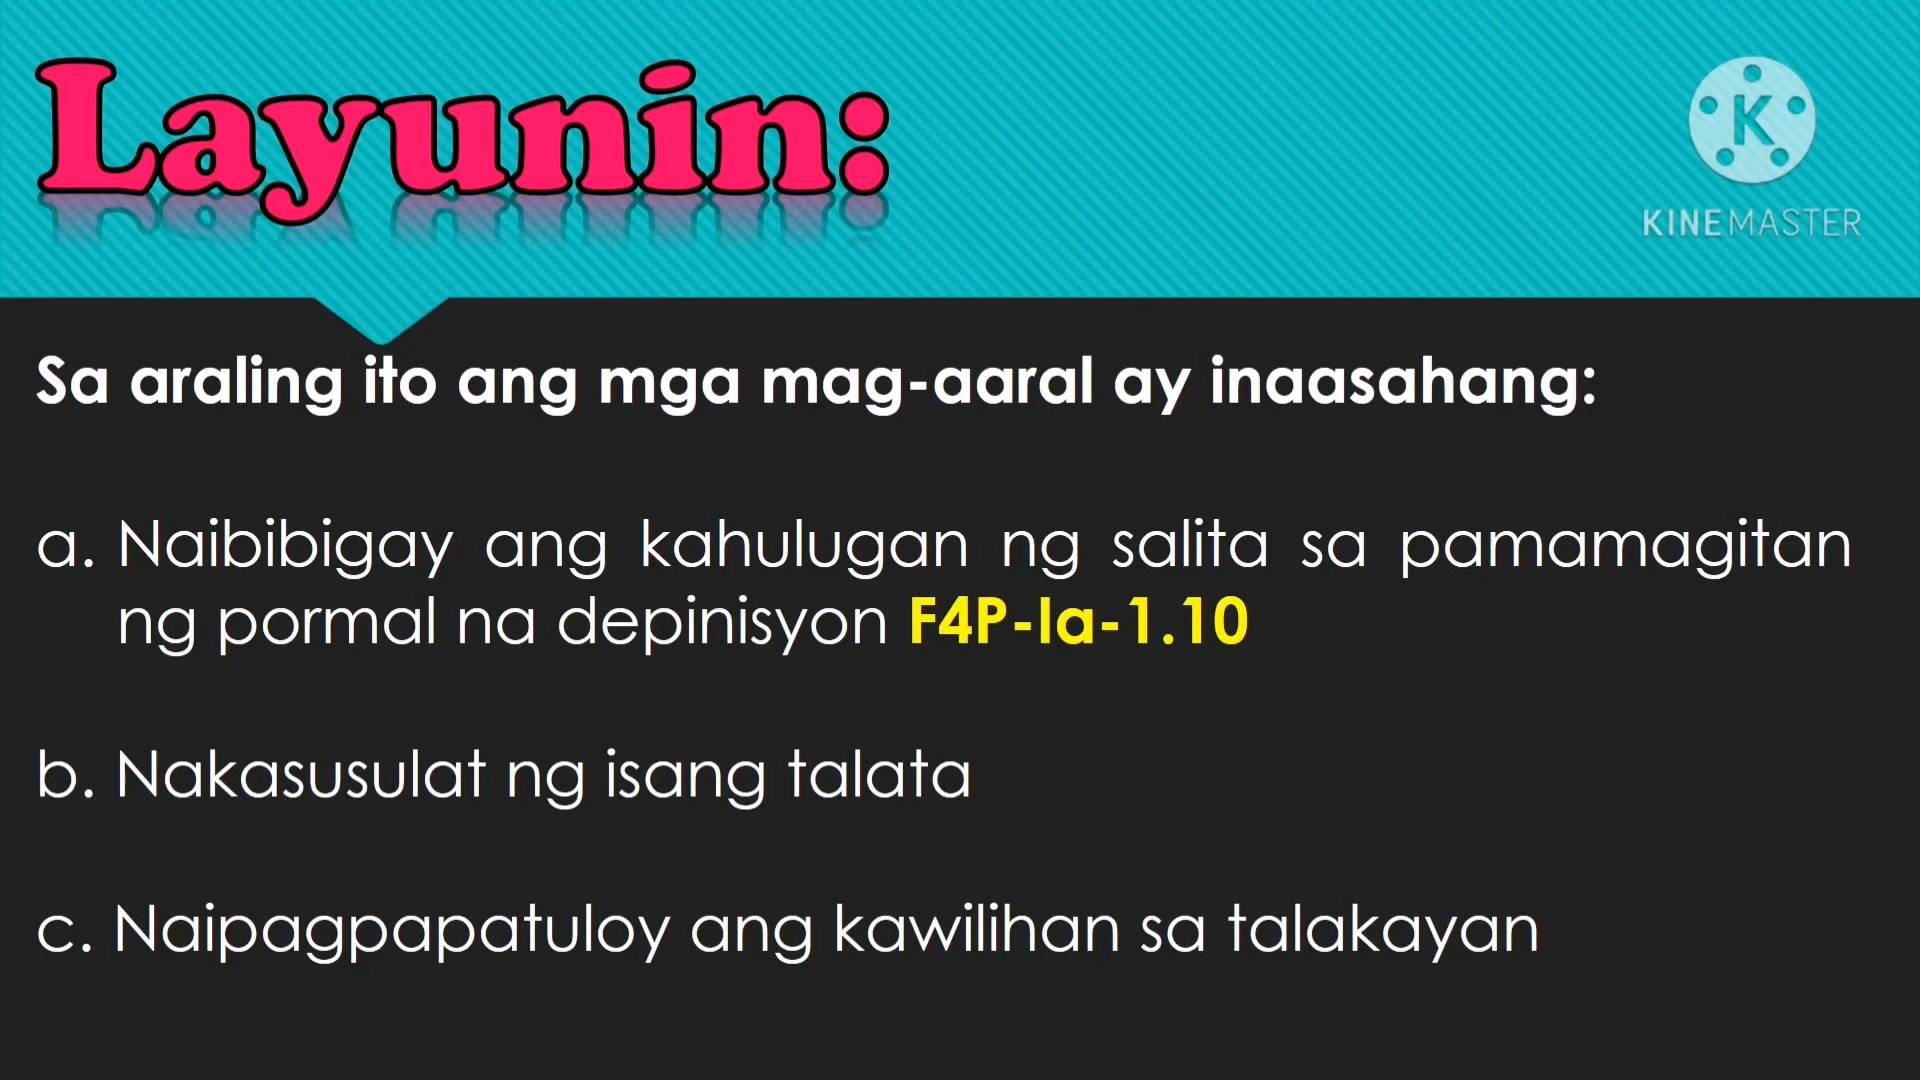 Layunin:
K
KINEMASTER
Sa araling ito ang mga mag-aaral ay inaasahang:
a. Naibibigay ang kahulugan ng salita sa pamamagitan
ng pormal na depinisyon F4P-Ia-1.10
b. Nakasusulat ng isang talata
c. Naipagpapatuloy ang kawilihan sa talakayan